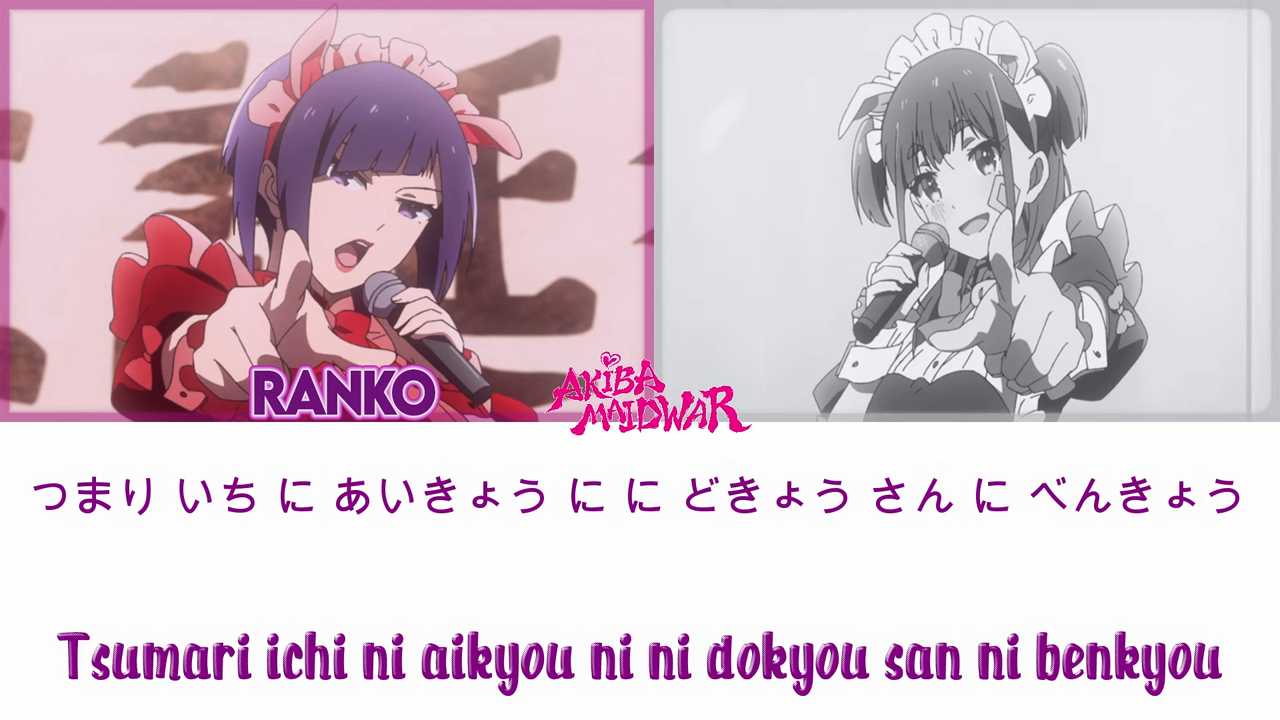 RANKO
AKIBA
MAIDWAR
つまり いち に あいきょう に に どきょう さん に べんきょう
Tsumari ichi ni aikyou ni ni dokyou san ni benkyou